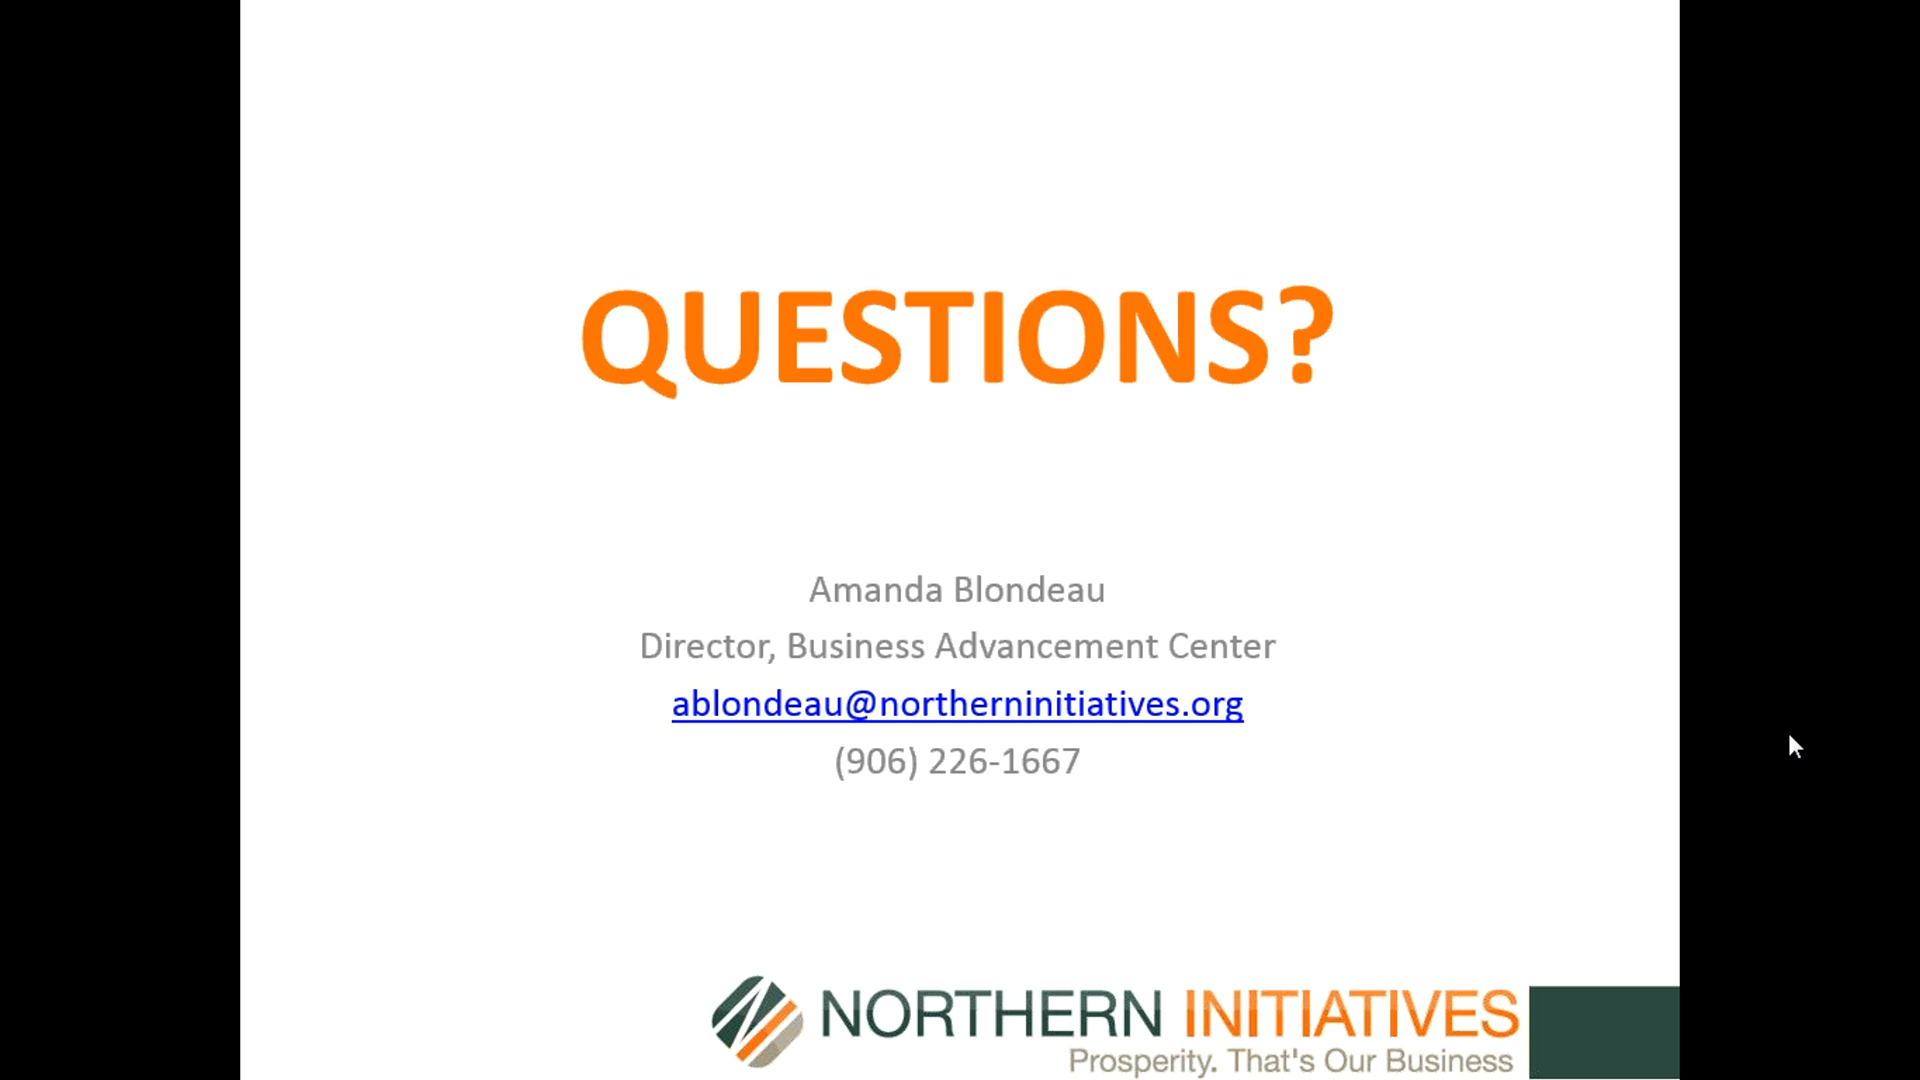 QUESTIONS?
Amanda Blondeau
Director, Business Advancement Center
ablondeau@northerninitiatives.org
(906) 226-1667
NORTHERN INITIATIVES
Prosperity. That's Our Business